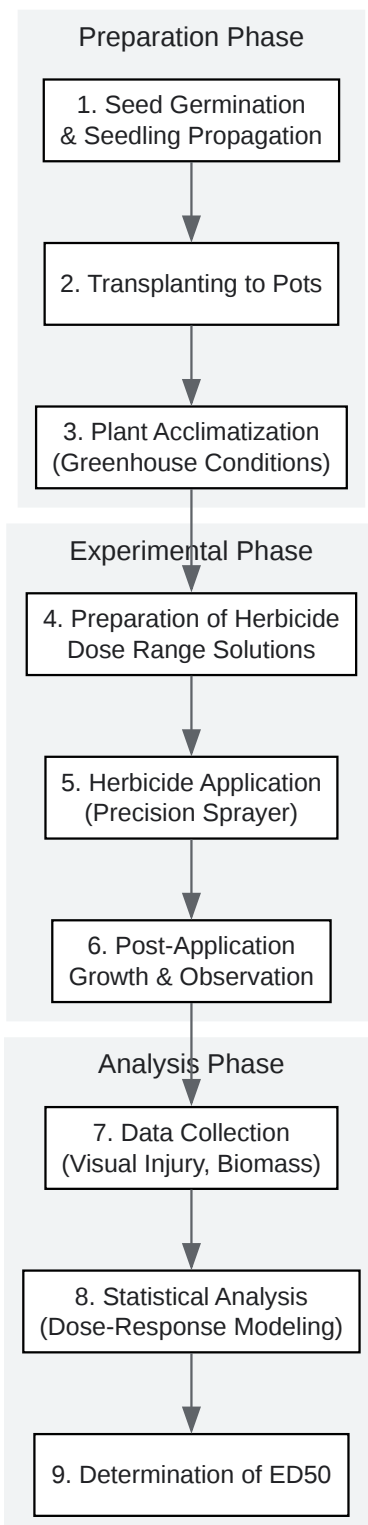 Preparation Phase
1. Seed Germination
& Seedling Propagation
2. Transplanting to Pots
3. Plant Acclimatization
(Greenhouse Conditions)
Experimental Phase
4. Preparation of Herbicide
Dose Range Solutions
5. Herbicide Application
(Precision Sprayer)
6. Post-Application
Growth & Observation
Analysis Phase
7. Data Collection
(Visual Injury, Biomass)
8. Statistical Analysis
(Dose-Response Modeling)
9. Determination of ED50